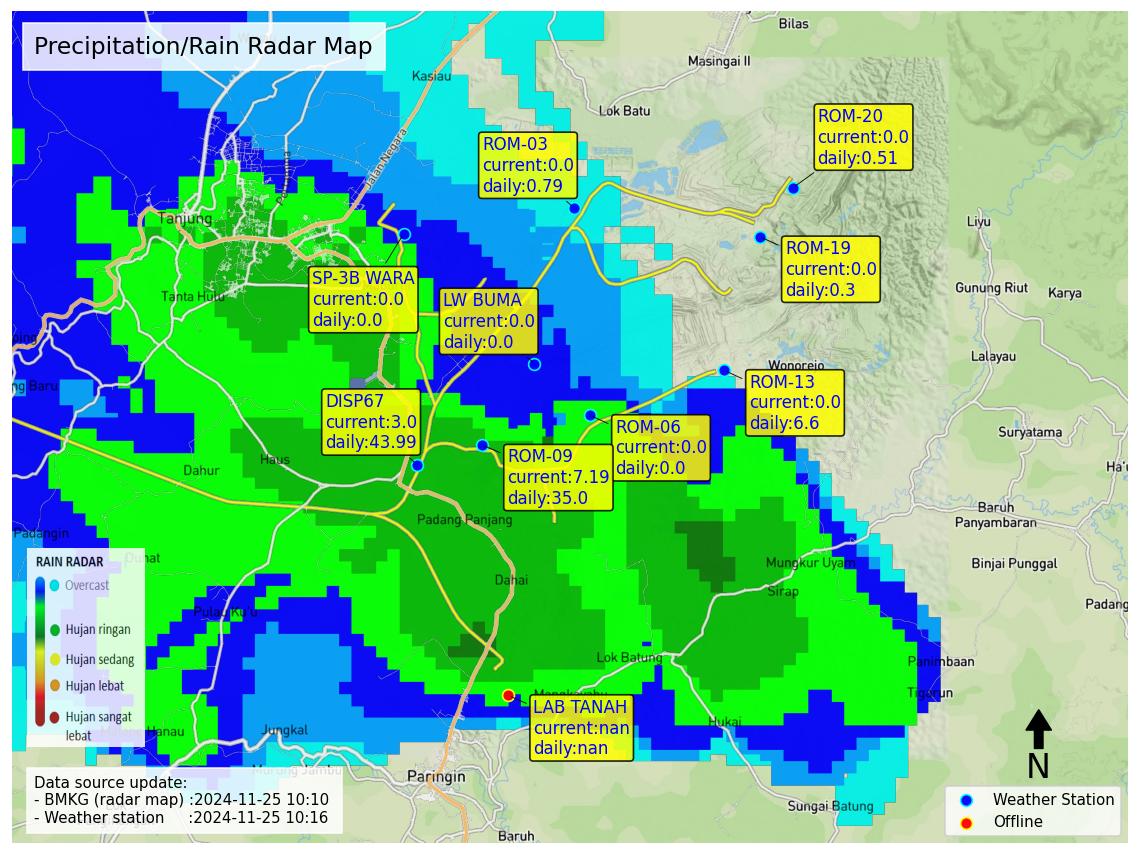 Precipitation/Rain Radar Map
Bilas
Masingai II
Kasiau
Lok Batu
Jalan Negara
ROM-20
current:0.0
daily:0.51
ROM-03
current:0.0
daily:0.79
Tanjung
Liyu
ROM-19
current:0.0
daily:0.3
SP-3B WARA
current:0.0
daily:0.0
Tanta Hulu
LW BUMA
current:0.0
daily:0.0
Gunung Riut
Karya
Lalayau
Wonorejo
ROM-13
current:0.0
daily:6.6
ng Baru
DISP67
current:3.0
daily:43.99
ROM-06
current:0.0
daily:0.0
Suryatama
ROM-09
current:7.19
daily:35.0
Haus
Dahur
Ha'u
Baruh
Panyambaran
Padang Panjang
Padangin
Binjai Punggal
Mungkur Uyam
Dahai
Sirap
Padang
RAIN RADAR
Overcast
Hujan ringan
Hujan sedang
Hujan lebat
Hujan sangat
lebat
Pulau Ku'u
Lok Batung
Panimbaan
Tigarun
LAB TANAH
current:nan
daily:nan
Hukai
Hanau
Jungkal
Murung Jambu
Paringin
Sungai Batung
Baruh
N
Data source update:
- BMKG (radar map) :2024-11-25 10:10
- Weather station :2024-11-25 10:16
Weather Station
Offline